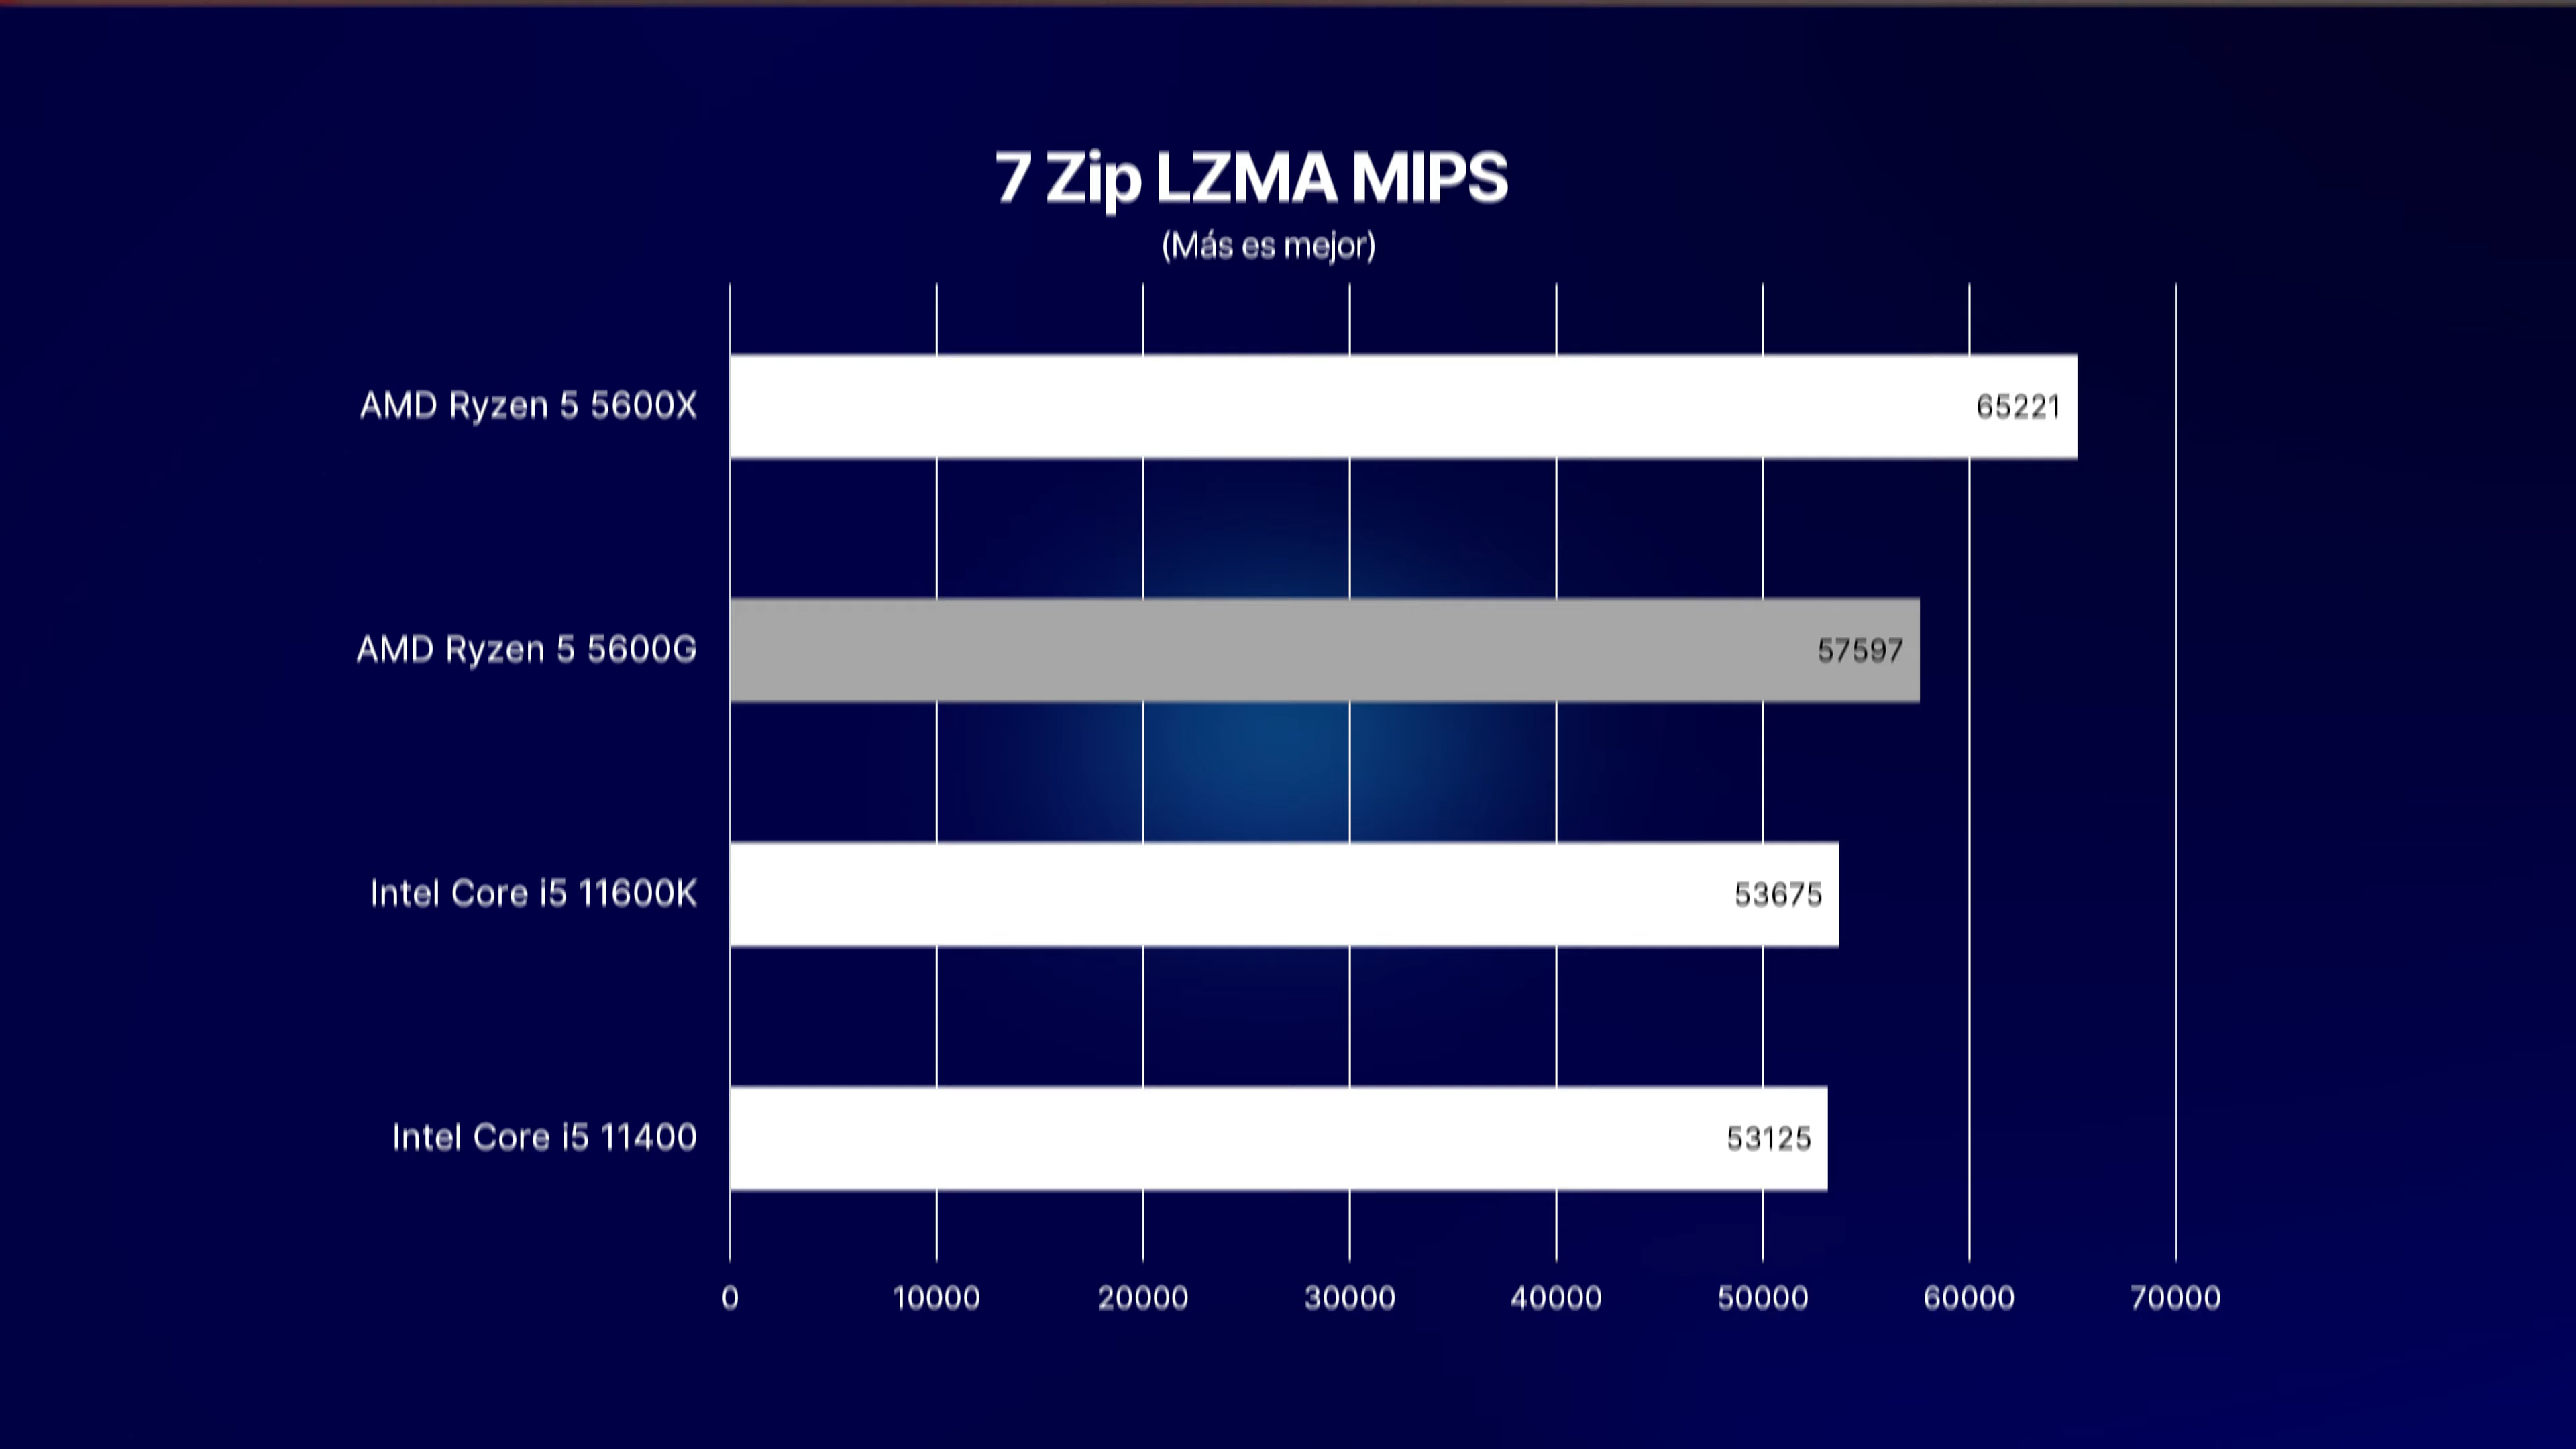 7 Zip LZMA MIPS
(Más es mejor)
AMD Ryzen 5 5600X
65221
AMD Ryzen 5 5600G
57597
Intel Core i5 11600K
53675
Intel Core i5 11400
53125
0 10000 20000 30000 40000 50000 60000 70000